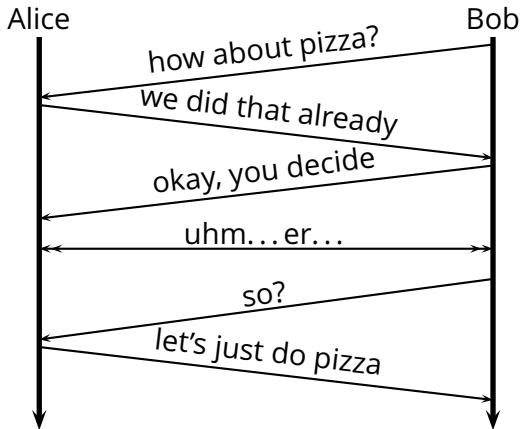 Alice
Bob
how about pizza?
we did that already
okay, you decide
uhm...er...
so?
let's just do pizza